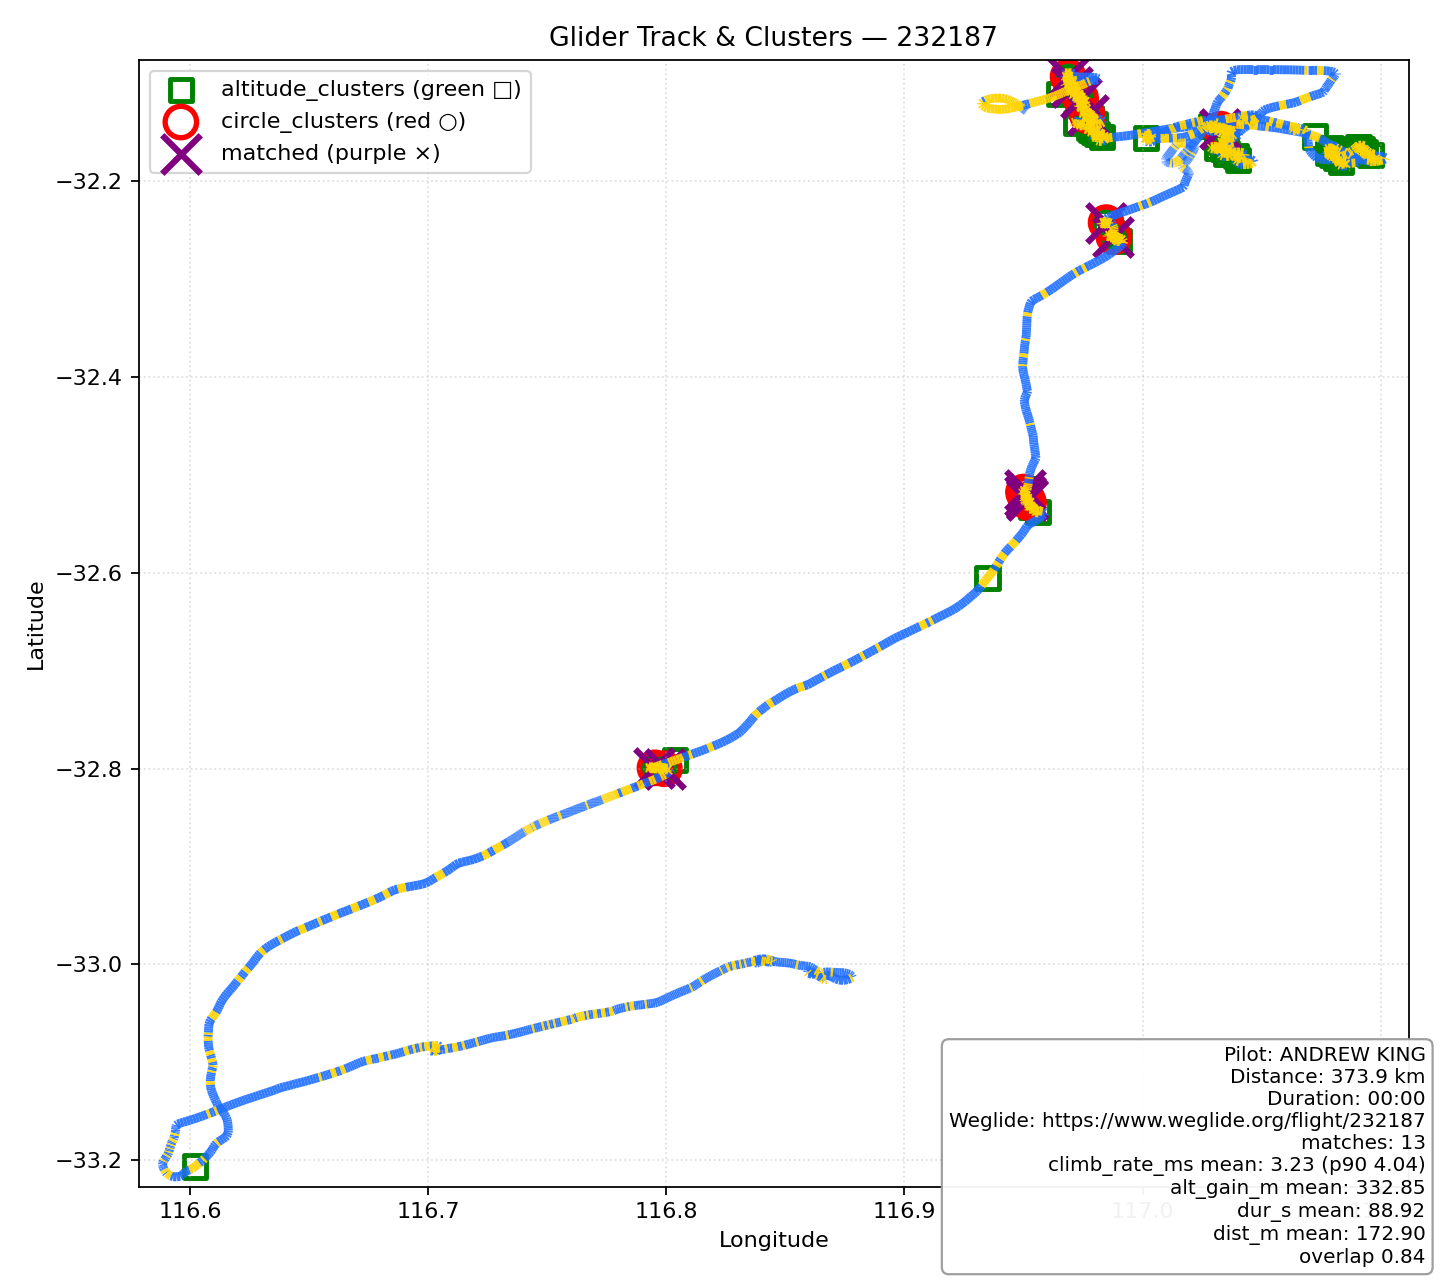 Glider Track & Clusters — 232187
altitude_clusters (green □)
circle_clusters (red ○)
matched (purple ×)
Latitude
−32.2
−32.4
−32.6
−32.8
−33.0
−33.2
116.6
116.7
116.8
116.9
117.0
Longitude
Pilot: ANDREW KING
Distance: 373.9 km
Duration: 00:00
Weglide: https://www.weglide.org/flight/232187
matches: 13
climb_rate_ms mean: 3.23 (p90 4.04)
alt_gain_m mean: 332.85
dur_s mean: 88.92
dist_m mean: 172.90
overlap 0.84